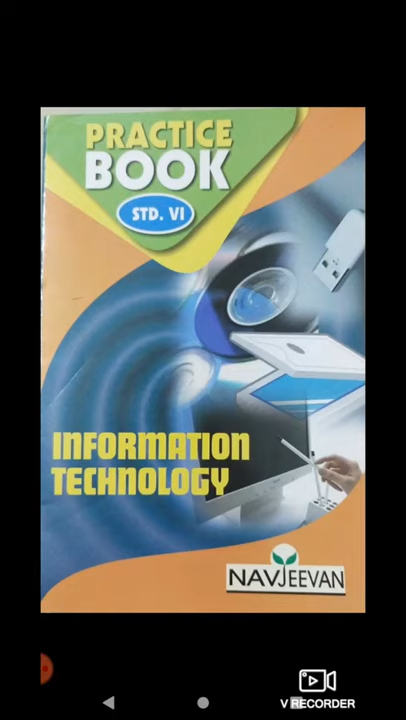 PRACTICE
BOOK
STD. VI
INFORMATION
TECHNOLOGY
NAVJEEVAN
V RECORDER